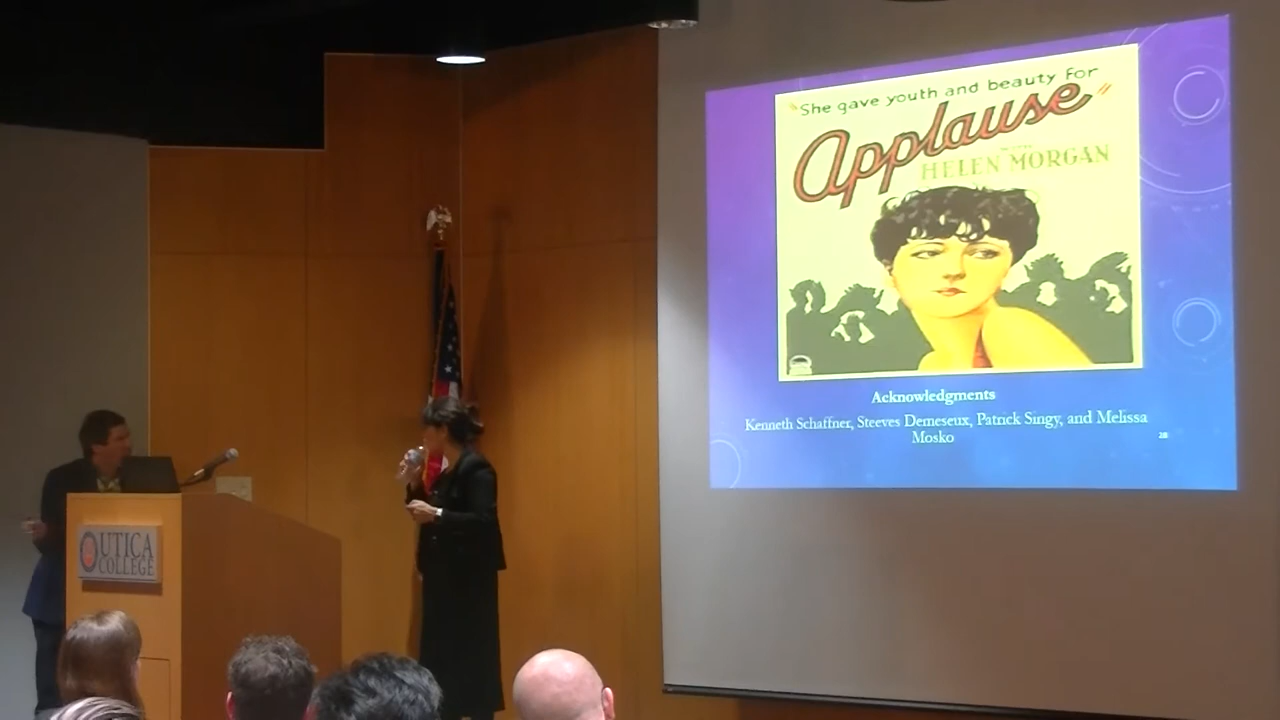 "She gave youth and beauty for
Applause"
WITH
HELEN MORGAN
Acknowledgments
Kenneth Schaffner, Steeves Demeseux, Patrick Singy, and Melissa
Mosko
28
UTICA
COLLEGE